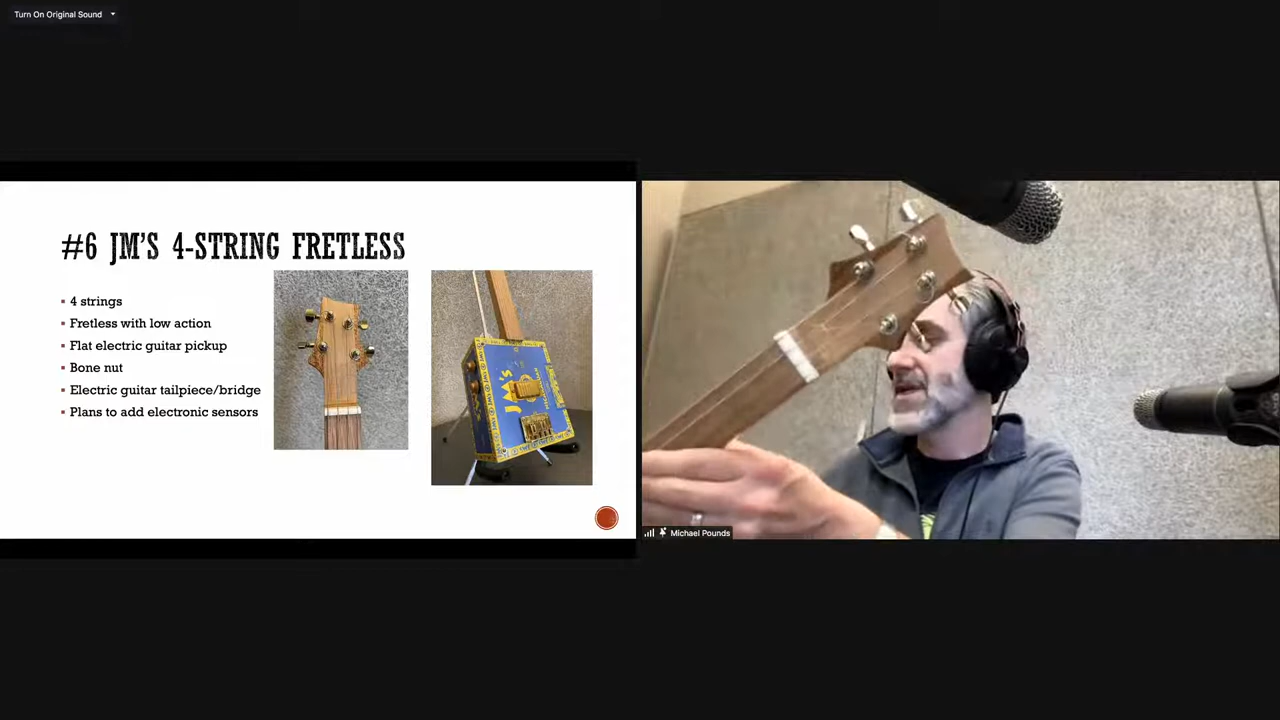 Turn On Original Sound
#6 JM'S 4-STRING FRETLESS
▪ 4 strings
▪ Fretless with low action
▪ Flat electric guitar pickup
▪ Bone nut
▪ Electric guitar tailpiece/bridge
▪ Plans to add electronic sensors
JM's
Michael Pounds